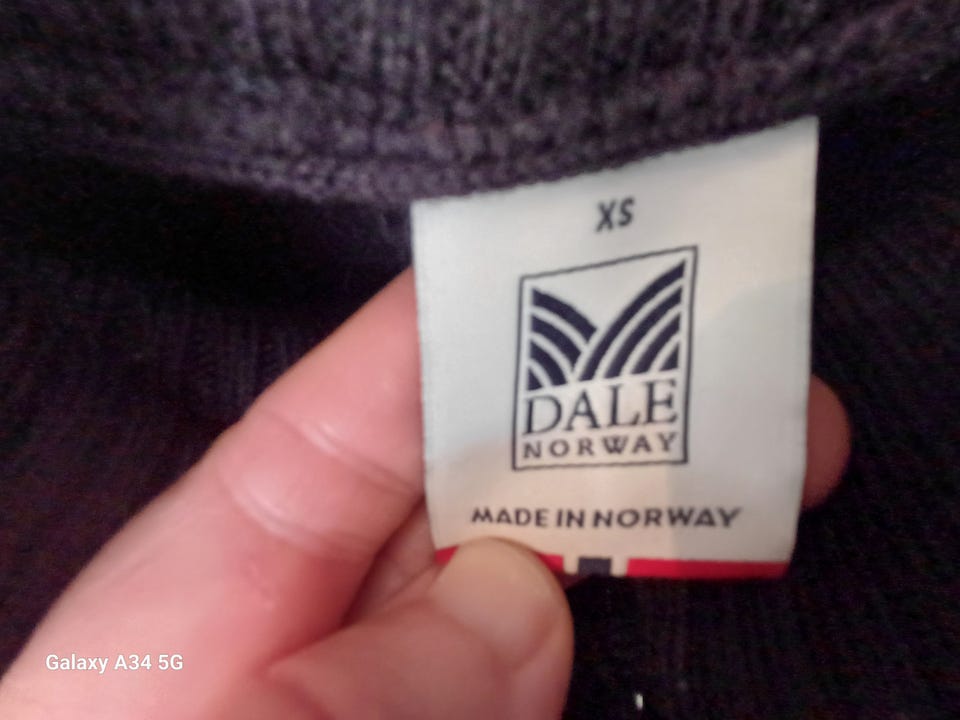 XS
DALE
NORWAY
MADE IN NORWAY
Galaxy A34 5G